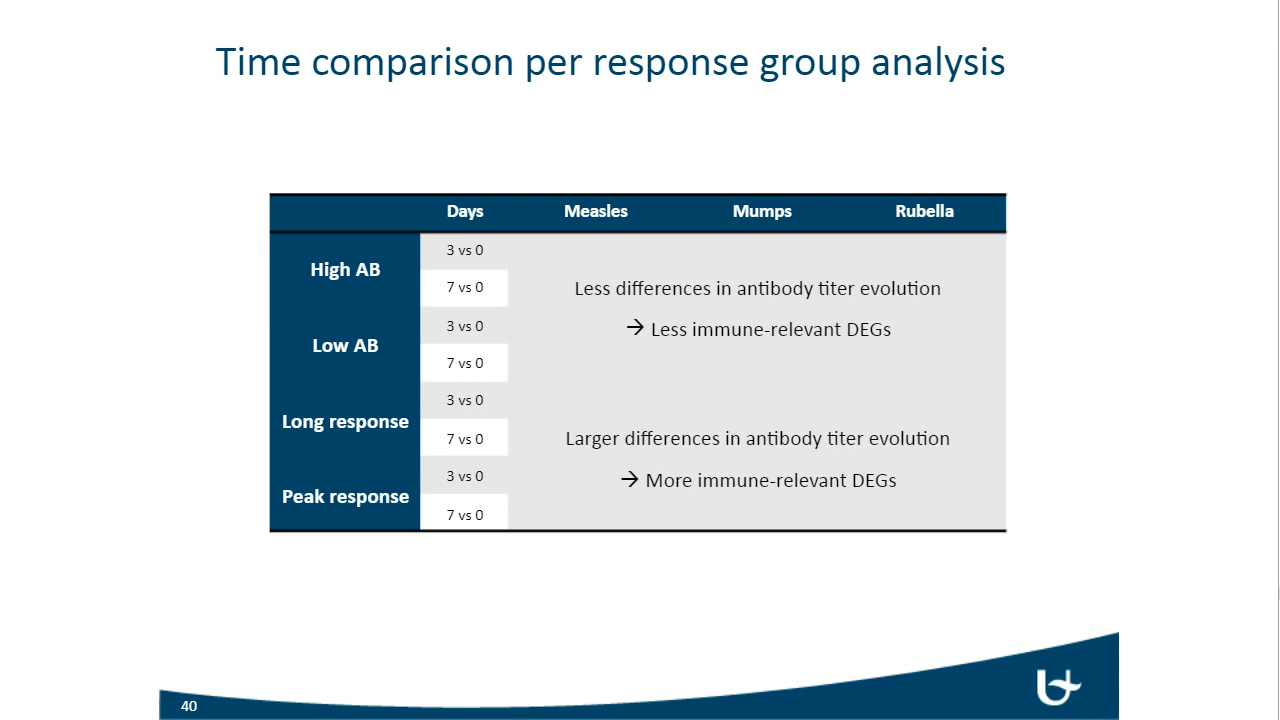 Time comparison per response group analysis
Days Measles Mumps Rubella
High AB
3 vs 0
7 vs 0
Less differences in antibody titer evolution
→ Less immune-relevant DEGs
Low AB
3 vs 0
7 vs 0
Long response
3 vs 0
7 vs 0
Larger differences in antibody titer evolution
→ More immune-relevant DEGs
Peak response
3 vs 0
7 vs 0
40